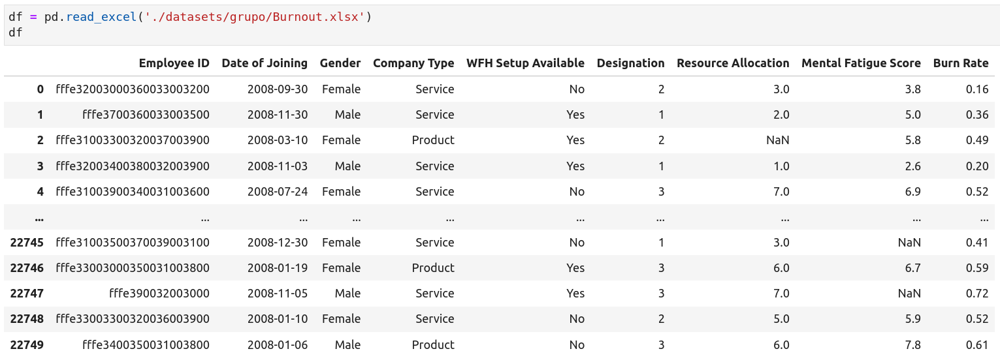 df = pd.read_excel('./datasets/grupo/Burnout.xlsx')
df
Employee ID Date of Joining Gender Company Type WFH Setup Available Designation Resource Allocation Mental Fatigue Score Burn Rate
0 fffe32003000360033003200 2008-09-30 Female Service No 2 3.0 3.8 0.16
1 fffe3700360033003500 2008-11-30 Male Service Yes 1 2.0 5.0 0.36
2 fffe31003300320037003900 2008-03-10 Female Product Yes 2 NaN 5.8 0.49
3 fffe32003400380032003900 2008-11-03 Male Service Yes 1 1.0 2.6 0.20
4 fffe31003900340031003600 2008-07-24 Female Service No 3 7.0 6.9 0.52
... ... ... ... ... ... ... ... ... ...
22745 fffe31003500370039003100 2008-12-30 Female Service No 1 3.0 NaN 0.41
22746 fffe33003000350031003800 2008-01-19 Female Product Yes 3 6.0 6.7 0.59
22747 fffe390032003000 2008-11-05 Male Service Yes 3 7.0 NaN 0.72
22748 fffe33003300320036003900 2008-01-10 Female Service No 2 5.0 5.9 0.52
22749 fffe3400350031003800 2008-01-06 Male Product No 3 6.0 7.8 0.61